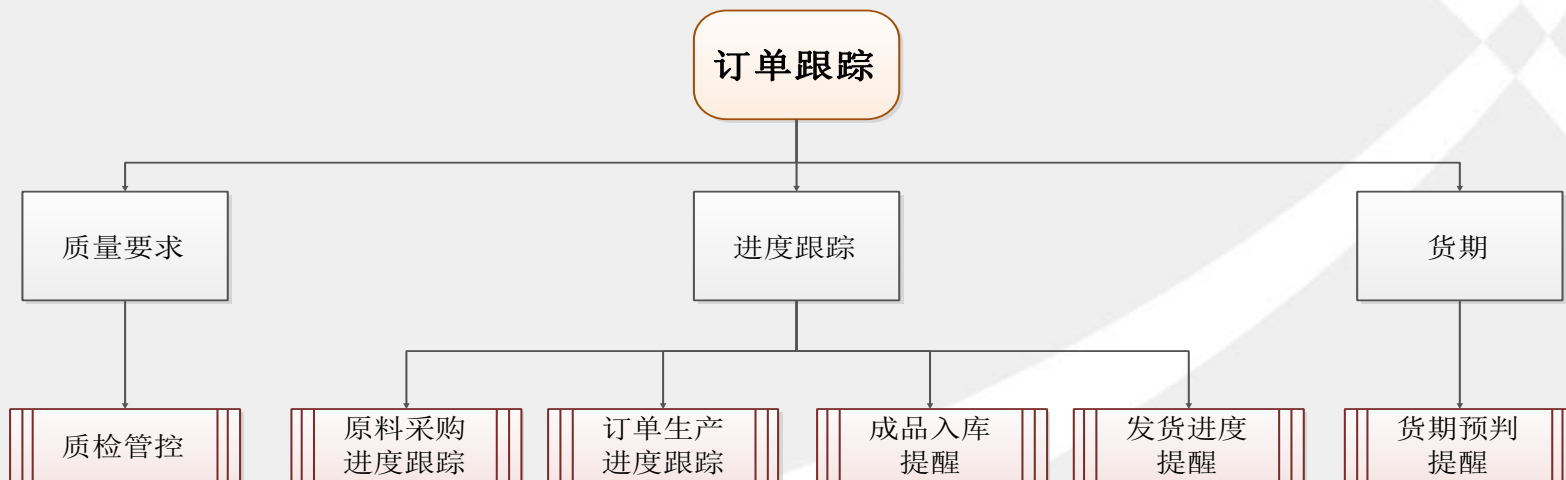 订单跟踪
质量要求
进度跟踪
货期
质检管控
原料采购
进度跟踪
订单生产
进度跟踪
成品入库
提醒
发货进度
提醒
货期预判
提醒